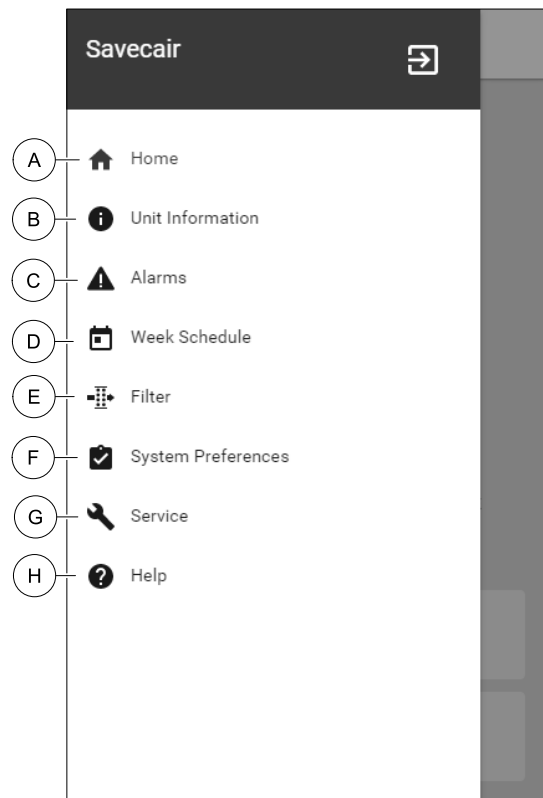 Savecair
A Home
B Unit Information
C Alarms
D Week Schedule
E Filter
F System Preferences
G Service
H Help